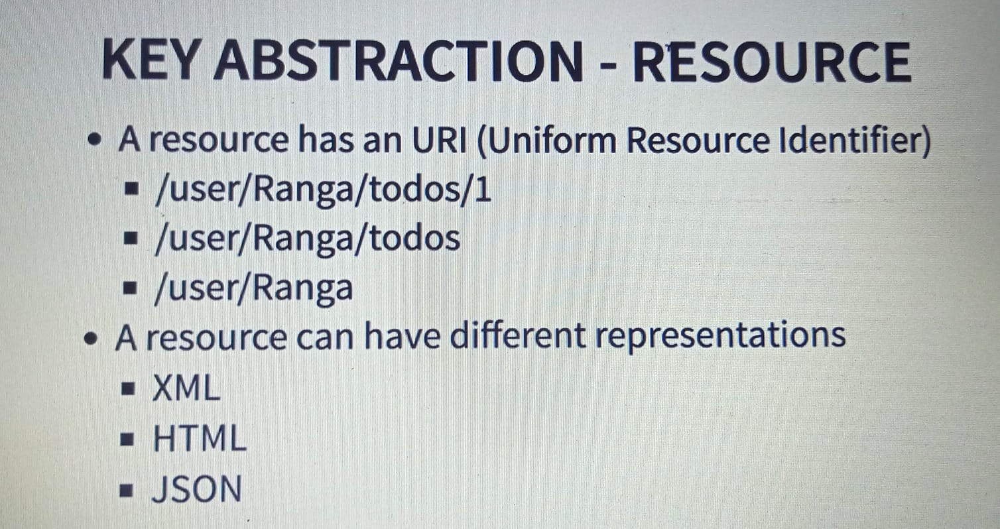 KEY ABSTRACTION - RESOURCE
• A resource has an URI (Uniform Resource Identifier)
▪ /user/Ranga/todos/1
▪ /user/Ranga/todos
▪ /user/Ranga
• A resource can have different representations
▪ XML
▪ HTML
▪ JSON